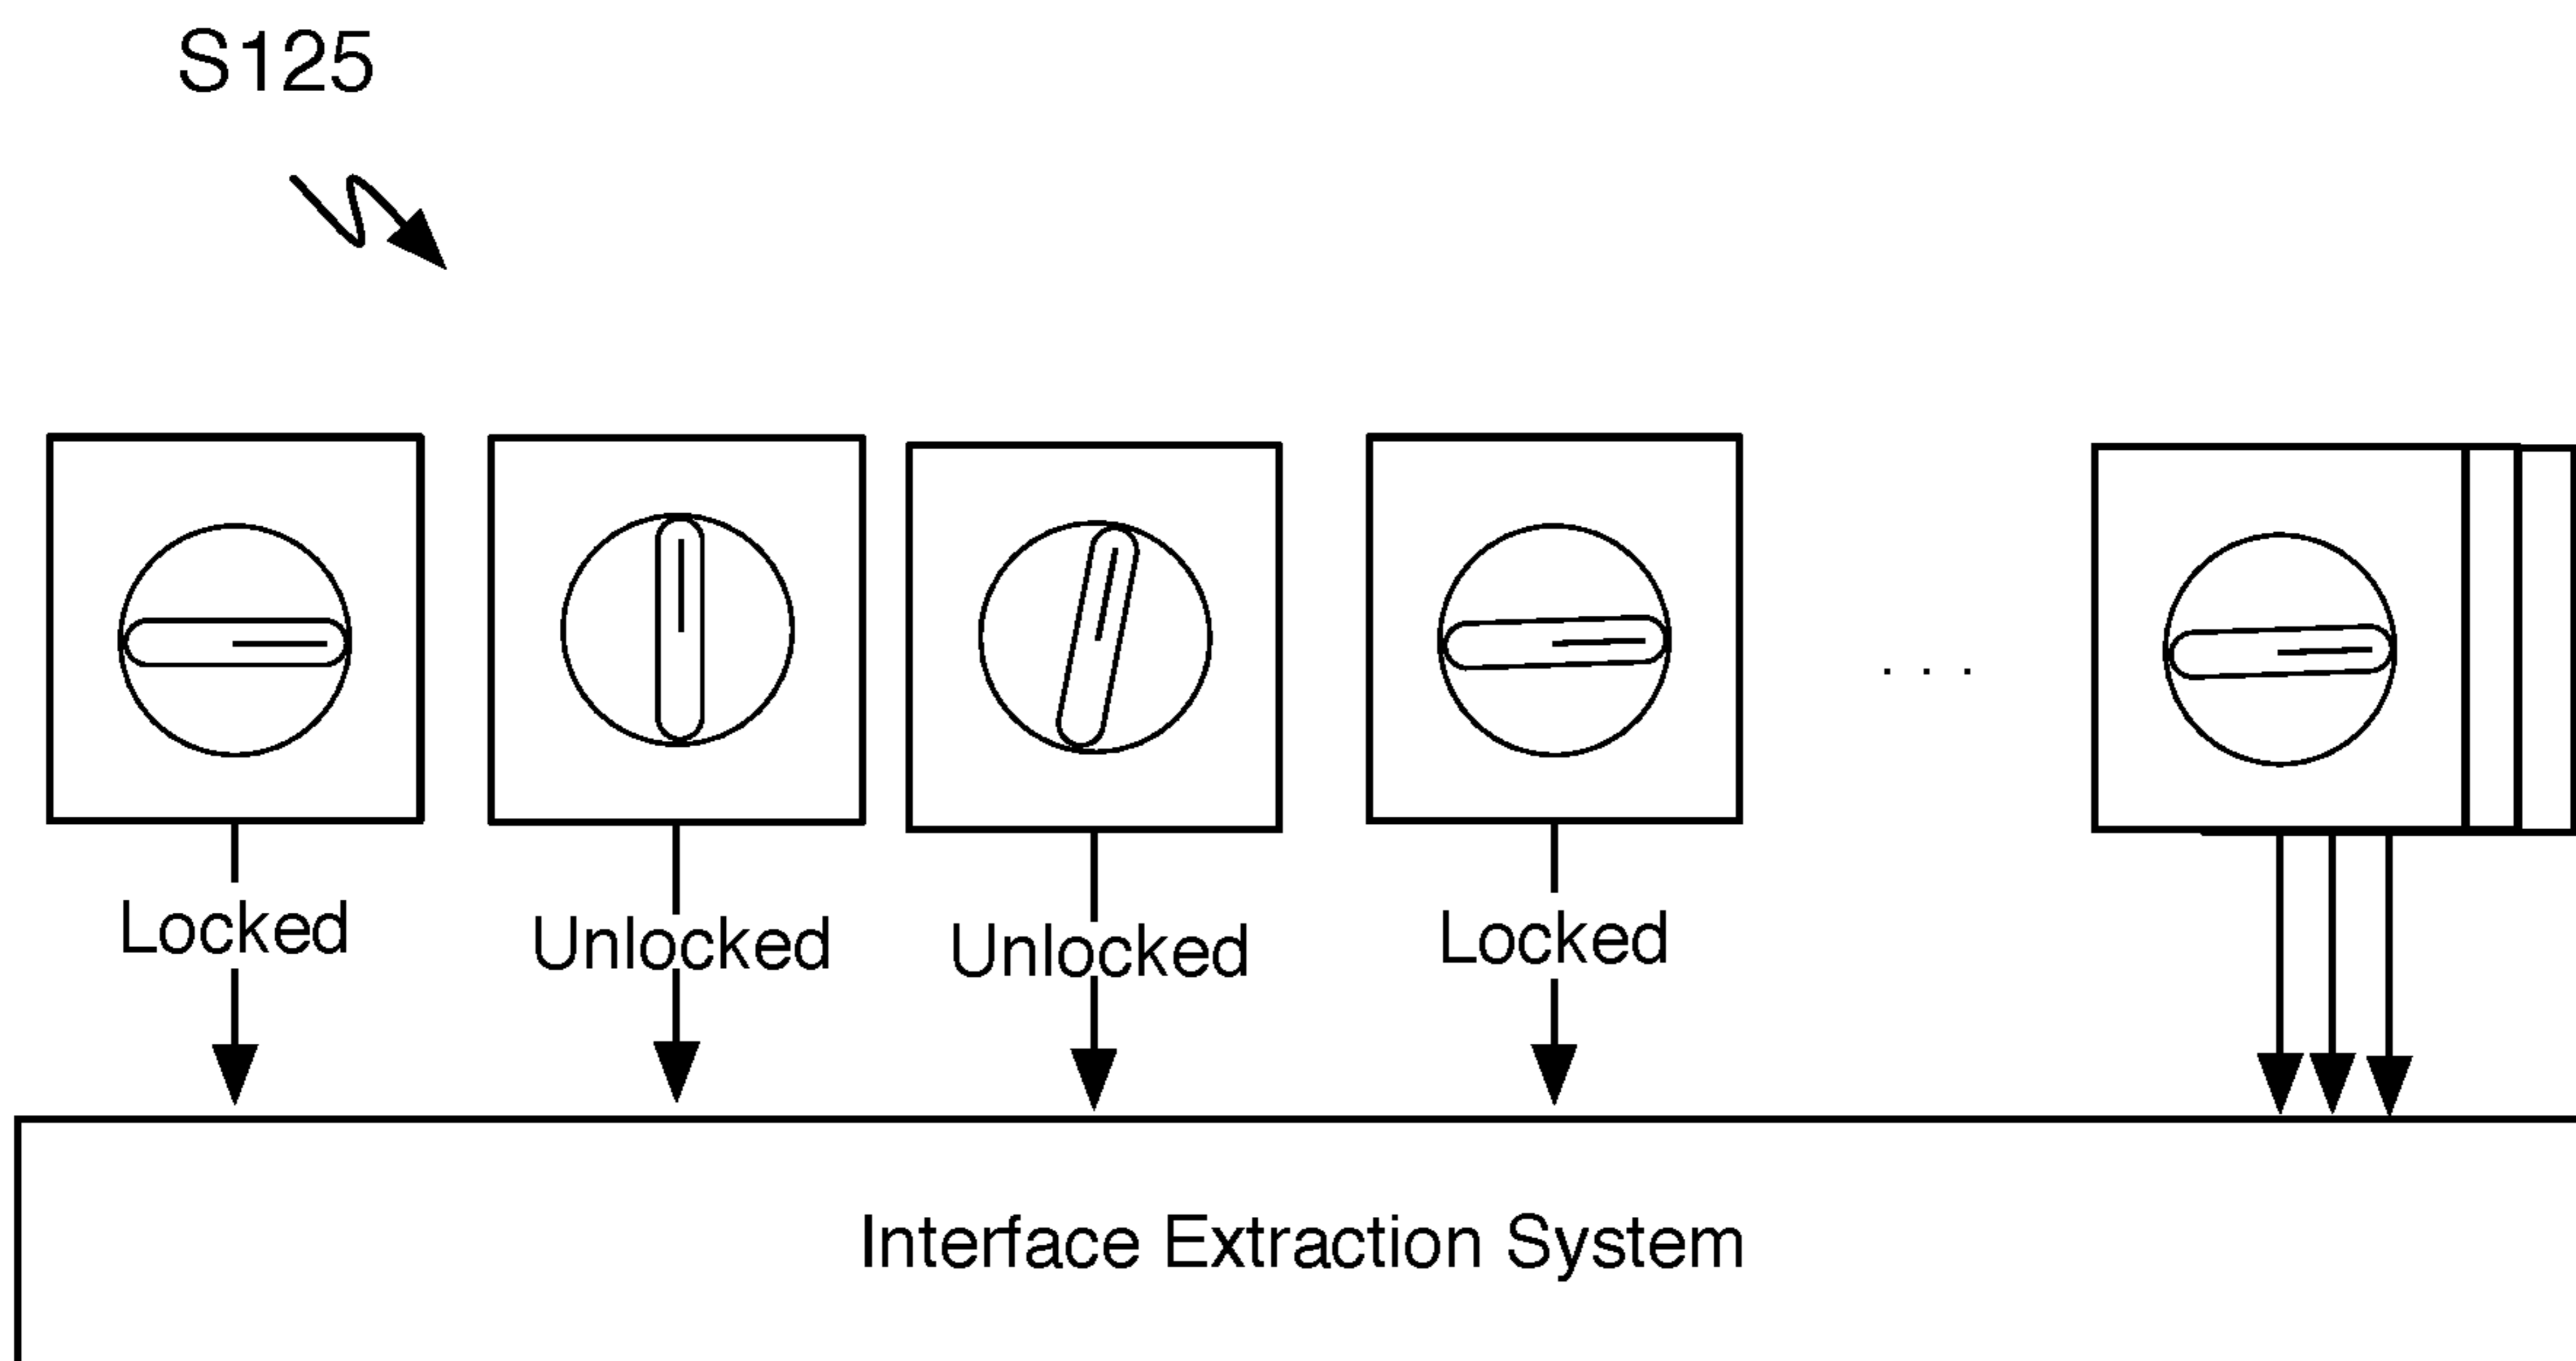 S125
Locked
Unlocked
Unlocked
Locked
. . .
Interface Extraction System